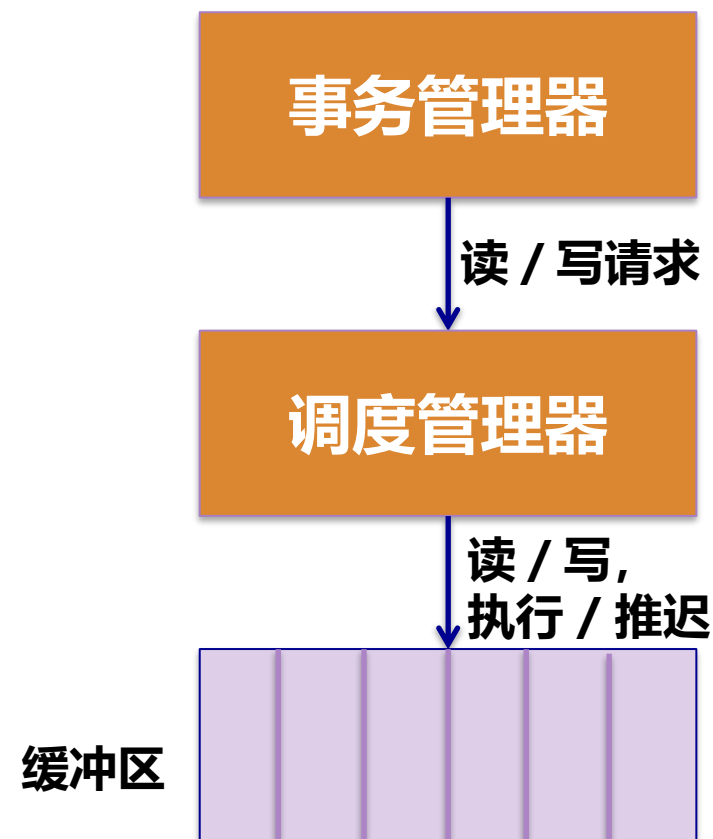 事务管理器
读 / 写请求
调度管理器
读 / 写,
执行 / 推迟
缓冲区